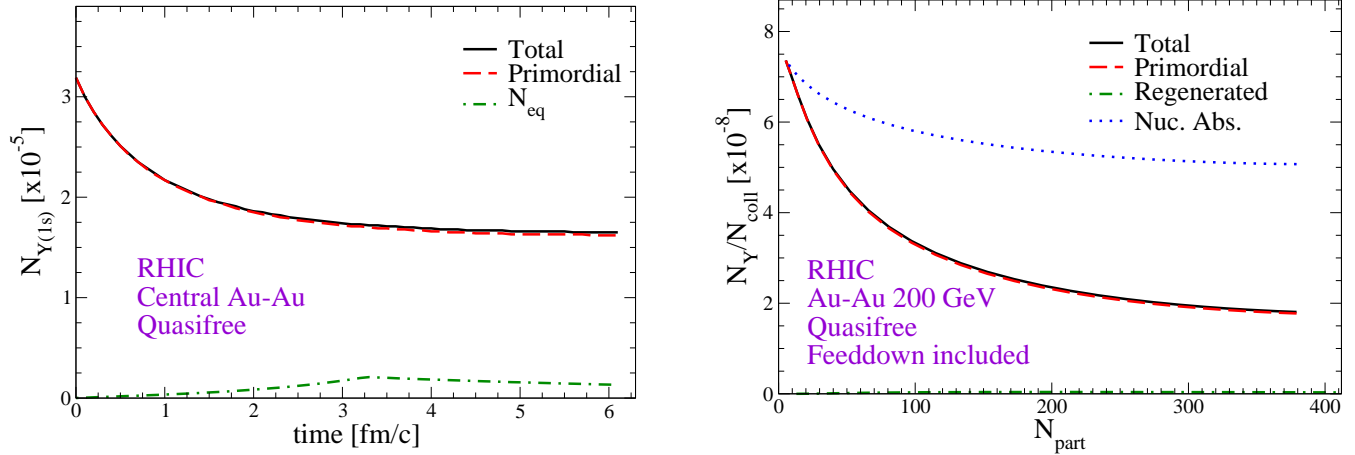 Total
Primordial
N_eq
N_Y(1s) [x10^-5]
3
2
1
0
RHIC
Central Au-Au
Quasifree
0 1 2 3 4 5 6
time [fm/c]
Total
Primordial
Regenerated
Nuc. Abs.
N_Y/N_coll [x10^-8]
8
6
4
2
0
RHIC
Au-Au 200 GeV
Quasifree
Feeddown included
0 100 200 300 400
N_part